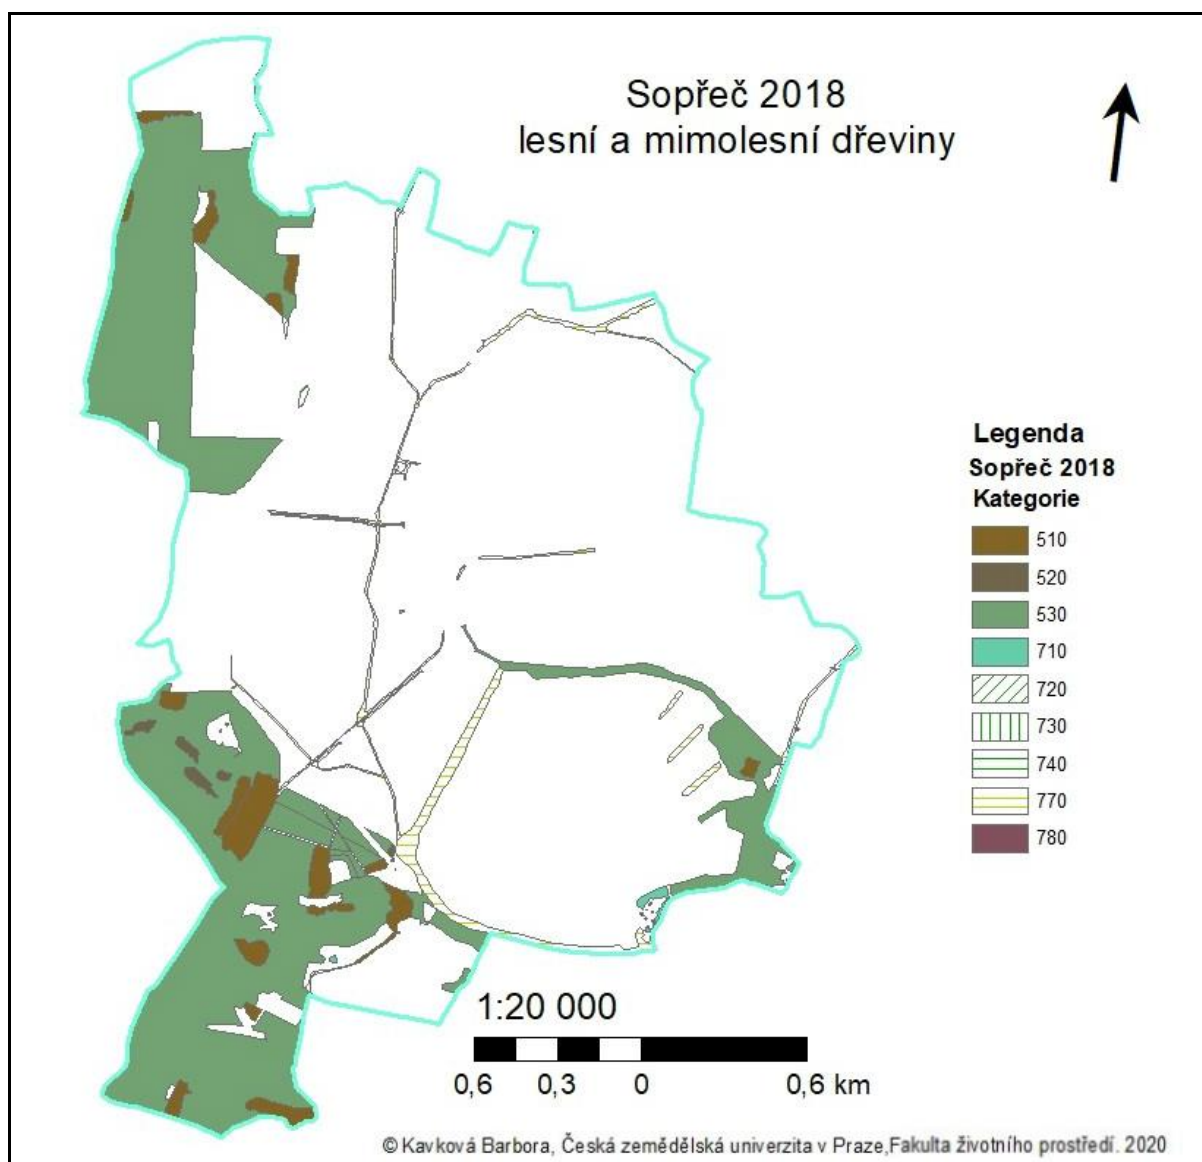 Sopřeč 2018
lesní a mimolesní dřeviny
Legenda
Sopřeč 2018
Kategorie
510
520
530
710
720
730
740
770
780
1:20 000
0,6 0,3 0 0,6 km
© Kavková Barbora, Česká zemědělská univerzita v Praze,Fakulta životního prostředí. 2020